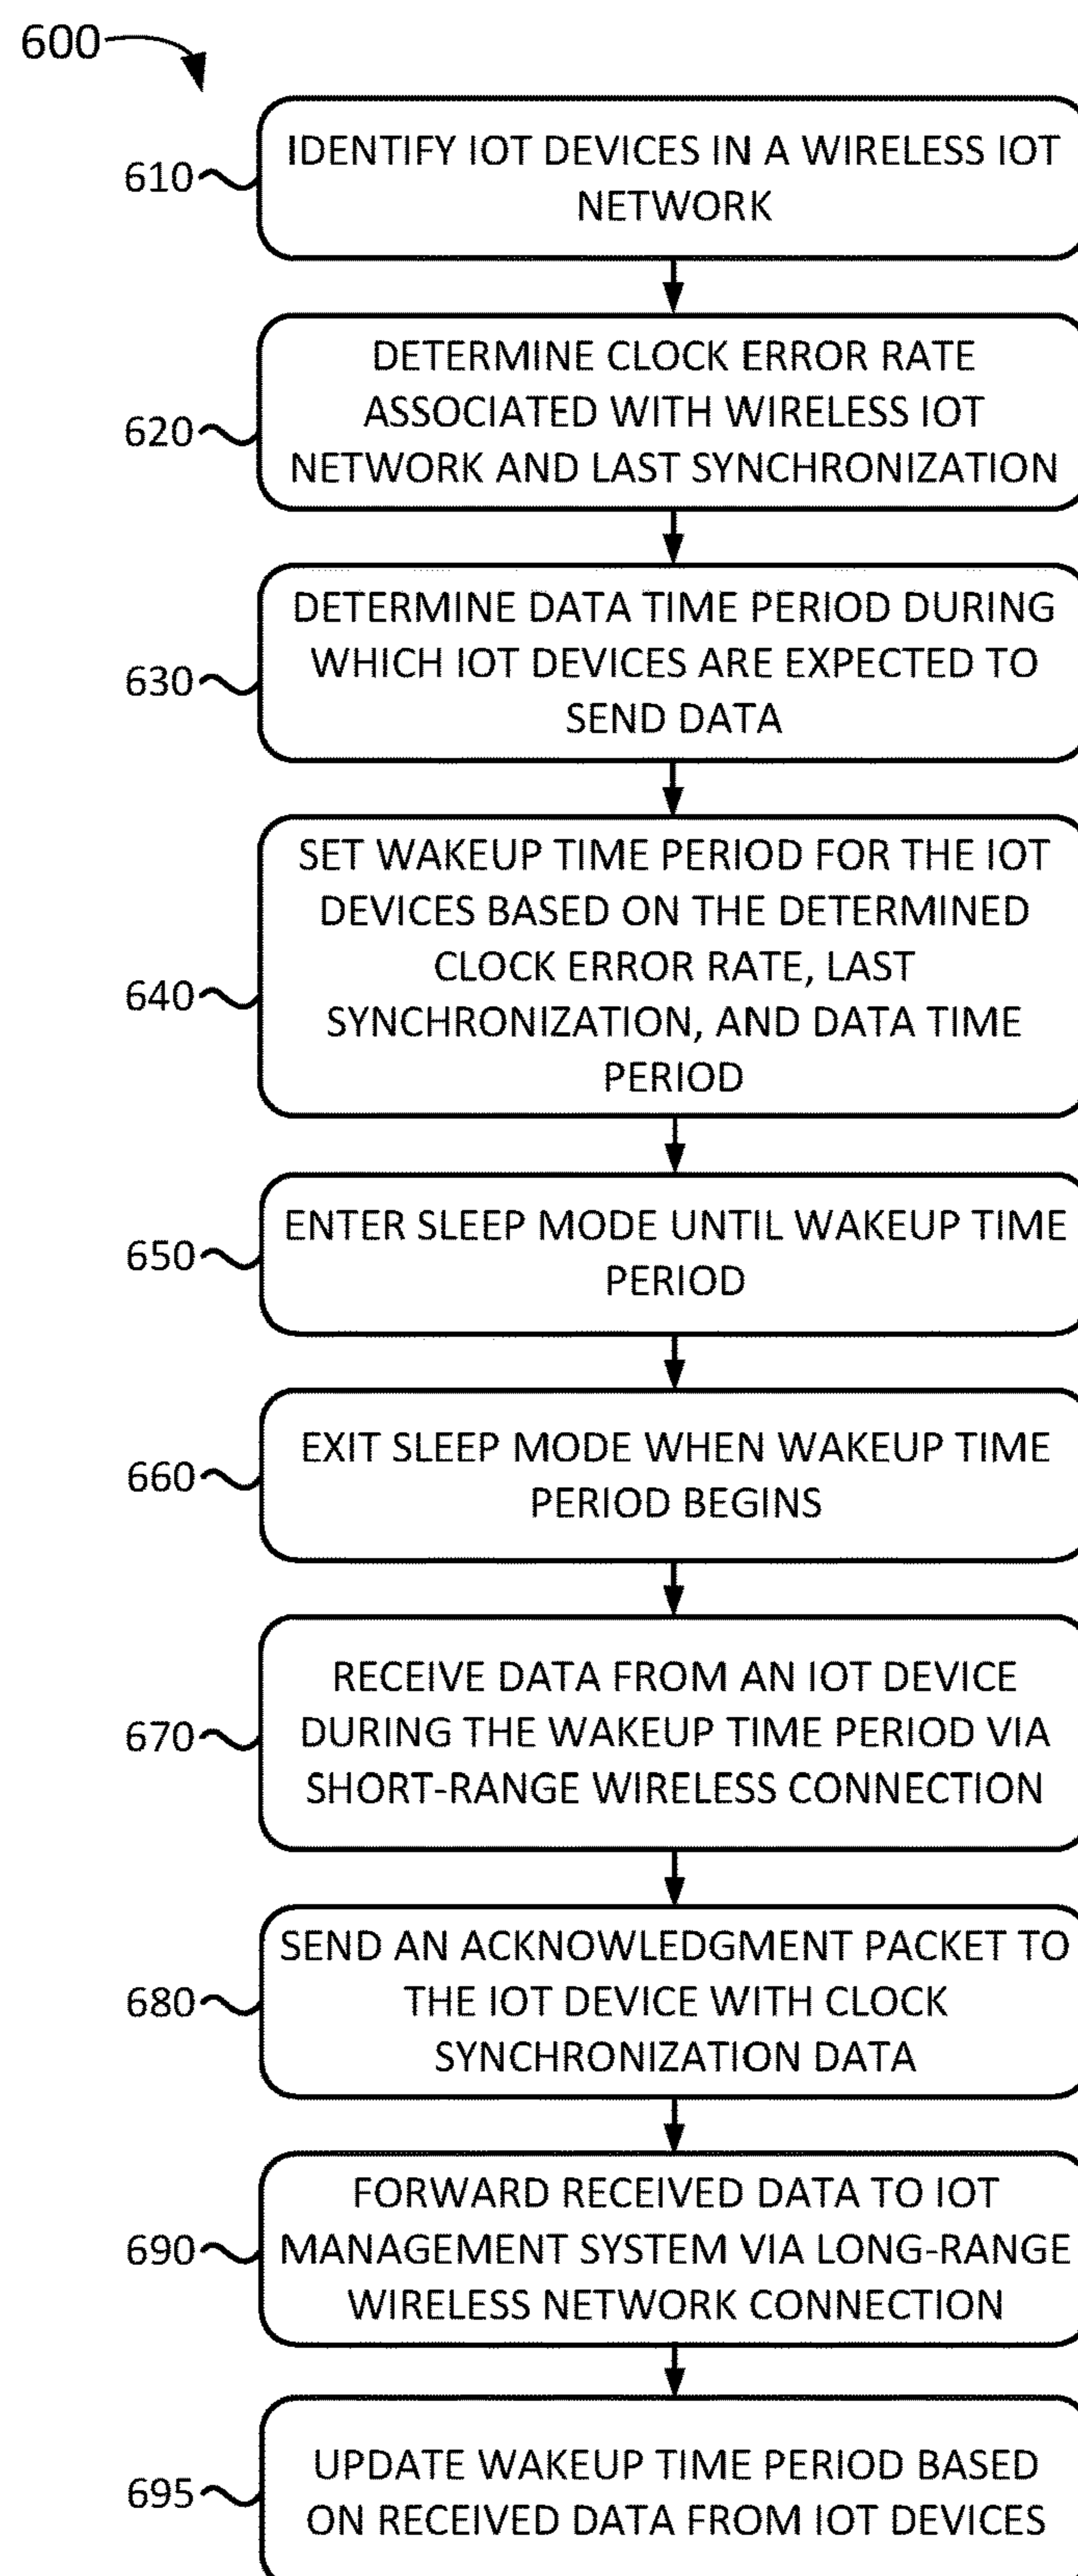 600
610
IDENTIFY IOT DEVICES IN A WIRELESS IOT
NETWORK
620
DETERMINE CLOCK ERROR RATE
ASSOCIATED WITH WIRELESS IOT
NETWORK AND LAST SYNCHRONIZATION
630
DETERMINE DATA TIME PERIOD DURING
WHICH IOT DEVICES ARE EXPECTED TO
SEND DATA
640
SET WAKEUP TIME PERIOD FOR THE IOT
DEVICES BASED ON THE DETERMINED
CLOCK ERROR RATE, LAST
SYNCHRONIZATION, AND DATA TIME
PERIOD
650
ENTER SLEEP MODE UNTIL WAKEUP TIME
PERIOD
660
EXIT SLEEP MODE WHEN WAKEUP TIME
PERIOD BEGINS
670
RECEIVE DATA FROM AN IOT DEVICE
DURING THE WAKEUP TIME PERIOD VIA
SHORT-RANGE WIRELESS CONNECTION
680
SEND AN ACKNOWLEDGMENT PACKET TO
THE IOT DEVICE WITH CLOCK
SYNCHRONIZATION DATA
690
FORWARD RECEIVED DATA TO IOT
MANAGEMENT SYSTEM VIA LONG-RANGE
WIRELESS NETWORK CONNECTION
695
UPDATE WAKEUP TIME PERIOD BASED
ON RECEIVED DATA FROM IOT DEVICES